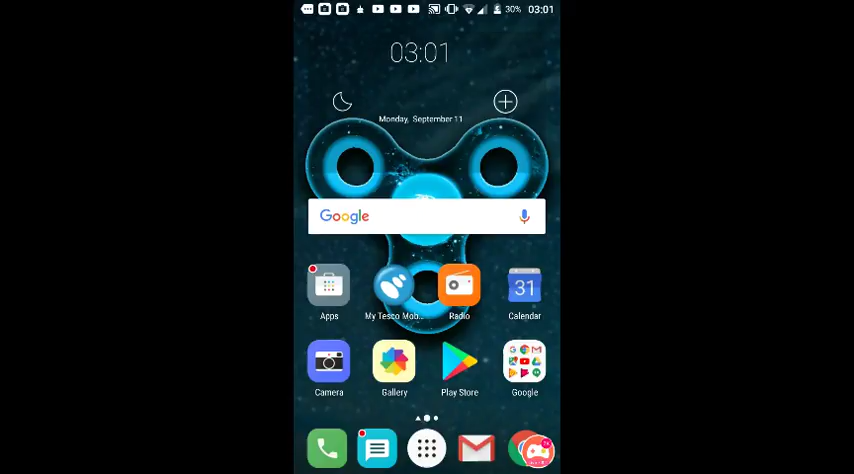 30% 03:01
03:01
Monday, September 11
Google
31
Apps My Tesco Mob... Radio Calendar
Camera Gallery Play Store Google